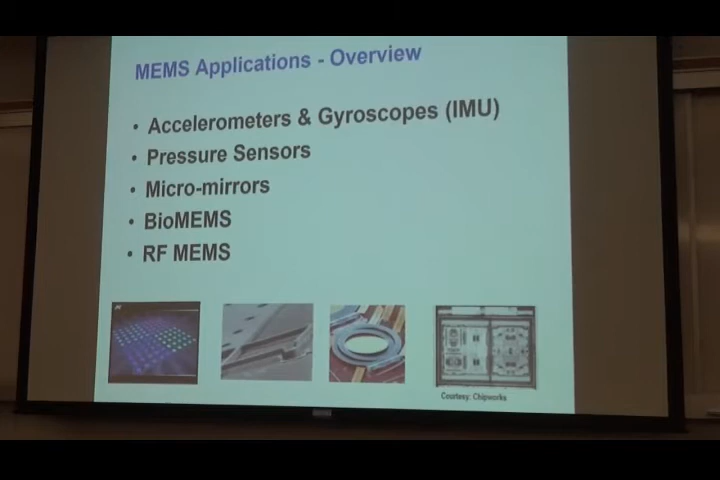 MEMS Applications - Overview
• Accelerometers & Gyroscopes (IMU)
• Pressure Sensors
• Micro-mirrors
• BioMEMS
• RF MEMS
Courtesy: Chipworks